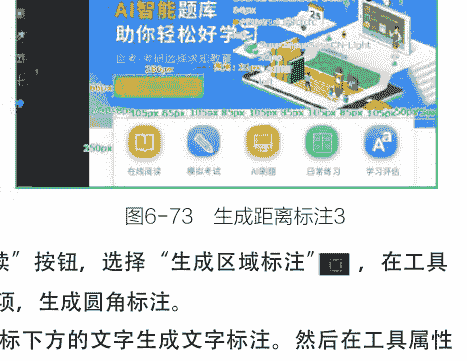 AI智能题库
助你轻松好学习
105px 85px 105px 85px 105px 85px 105px 85px 105px
250px
在线阅读 模拟考试 AI刷题 日常练习 学习评估
图6-73 生成距离标注3
读”按钮，选择“生成区域标注” ，在工具
项，生成圆角标注。
标下方的文字生成文字标注。然后在工具属性